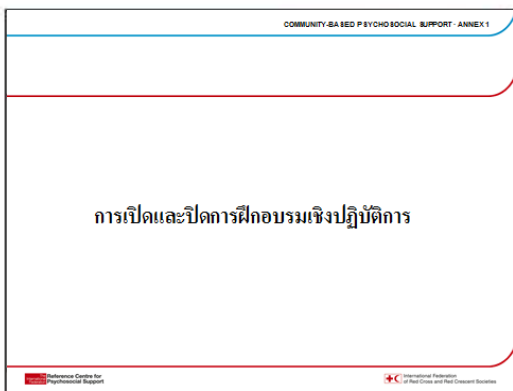 COMMUNITY-BASED PSYCHOSOCIAL SUPPORT · ANNEX 1
การเปิดและปิดการฝึกอบรมเชิงปฏิบัติการ
Reference Centre for
Psychosocial Support
International Federation
of Red Cross and Red Crescent Societies